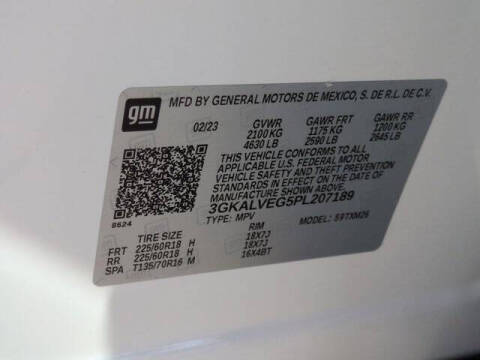 gm
MFD BY GENERAL MOTORS DE MEXICO, S. DE R.L. DE C.V.
02/23 GVWR GAWR FRT GAWR RR
2100 KG 1175 KG 1200 KG
4630 LB 2590 LB 2645 LB
THIS VEHICLE CONFORMS TO ALL
APPLICABLE U.S. FEDERAL MOTOR
VEHICLE SAFETY AND THEFT PREVENTION
STANDARDS IN EFFECT ON THE DATE OF
MANUFACTURE SHOWN ABOVE.
3GKALVEG5PL207189
8624 TYPE: MPV MODEL: 69TXM26
TIRE SIZE RIM
FRT 225/60R18 H 18X7J
RR 225/60R18 H 18X7J
SPA T135/70R16 M 16X4BT